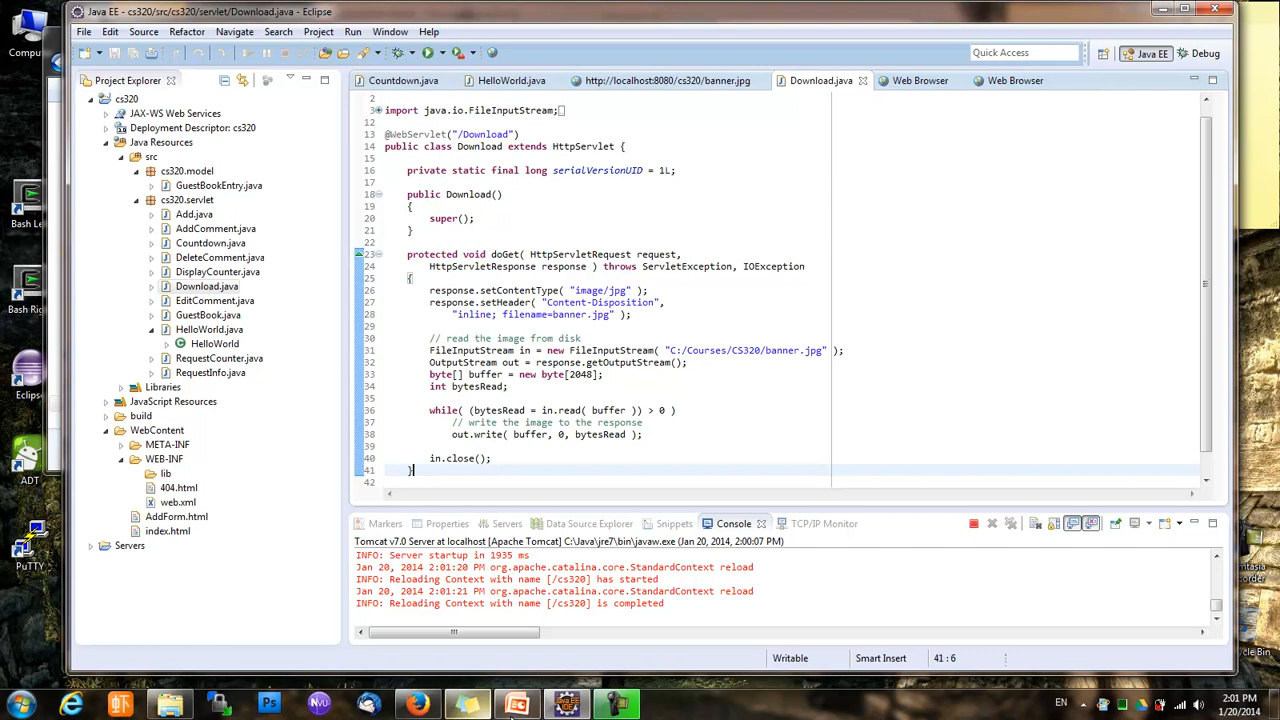 Java EE - cs320/src/cs320/servlet/Download.java - Eclipse
File Edit Source Refactor Navigate Search Project Run Window Help
Quick Access
Java EE
Debug
Project Explorer
cs320
JAX-WS Web Services
Deployment Descriptor: cs320
Java Resources
src
cs320.model
GuestBookEntry.java
cs320.servlet
Add.java
AddComment.java
Countdown.java
DeleteComment.java
DisplayCounter.java
Download.java
EditComment.java
GuestBook.java
HelloWorld.java
HelloWorld
RequestCounter.java
RequestInfo.java
Libraries
JavaScript Resources
build
WebContent
META-INF
WEB-INF
lib
404.html
web.xml
AddForm.html
index.html
Servers
Countdown.java HelloWorld.java http://localhost:8080/cs320/banner.jpg Download.java Web Browser Web Browser
2
3 import java.io.FileInputStream;
12
13 @WebServlet("/Download")
14 public class Download extends HttpServlet {
15
16 private static final long serialVersionUID = 1L;
17
18 public Download()
19 {
20 super();
21 }
22
23 protected void doGet( HttpServletRequest request,
24 HttpServletResponse response ) throws ServletException, IOException
25 {
26 response.setContentType( "image/jpg" );
27 response.setHeader( "Content-Disposition",
28 "inline; filename=banner.jpg" );
29
30 // read the image from disk
31 FileInputStream in = new FileInputStream( "C:/Courses/CS320/banner.jpg" );
32 OutputStream out = response.getOutputStream();
33 byte[] buffer = new byte[2048];
34 int bytesRead;
35
36 while( (bytesRead = in.read( buffer )) > 0 )
37 // write the image to the response
38 out.write( buffer, 0, bytesRead );
39
40 in.close();
41 }
42
Markers Properties Servers Data Source Explorer Snippets Console TCP/IP Monitor
Tomcat v7.0 Server at localhost [Apache Tomcat] C:\Java\jre7\bin\javaw.exe (Jan 20, 2014 2:00:07 PM)
INFO: Server startup in 1935 ms
Jan 20, 2014 2:01:20 PM org.apache.catalina.core.StandardContext reload
INFO: Reloading Context with name [/cs320] has started
Jan 20, 2014 2:01:21 PM org.apache.catalina.core.StandardContext reload
INFO: Reloading Context with name [/cs320] is completed
Writable Smart Insert 41 : 6
Bash
Bash
ADT
PuTTY
EN
2:01 PM
1/20/2014